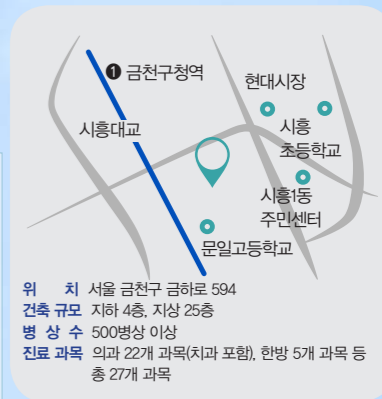 ❶ 금천구청역
현대시장
시흥대교
시흥
초등학교
시흥1동
주민센터
문일고등학교
위 치 서울 금천구 금하로 594
건축 규모 지하 4층, 지상 25층
병 상 수 500병상 이상
진료 과목 의과 22개 과목(치과 포함), 한방 5개 과목 등
총 27개 과목